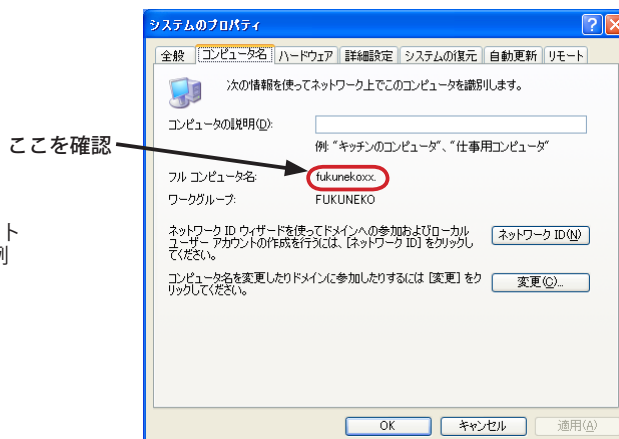 システムのプロパティ
全般 コンピュータ名 ハードウェア 詳細設定 システムの復元 自動更新 リモート
次の情報を使ってネットワーク上でこのコンピュータを識別します。
コンピュータの説明(D):
例: "キッチンのコンピュータ"、"仕事用コンピュータ"
ここを確認
フル コンピュータ名: fukunekoxx.
ワークグループ: FUKUNEKO
ット
例
ネットワーク ID ウィザードを使ってドメインへの参加およびローカル
ユーザー アカウントの作成を行うには、[ネットワーク ID] をクリックし
てください。
ネットワーク ID(N)
コンピュータ名を変更したりドメインに参加したりするには [変更] をク
リックしてください。
変更(C)...
OK キャンセル 適用(A)